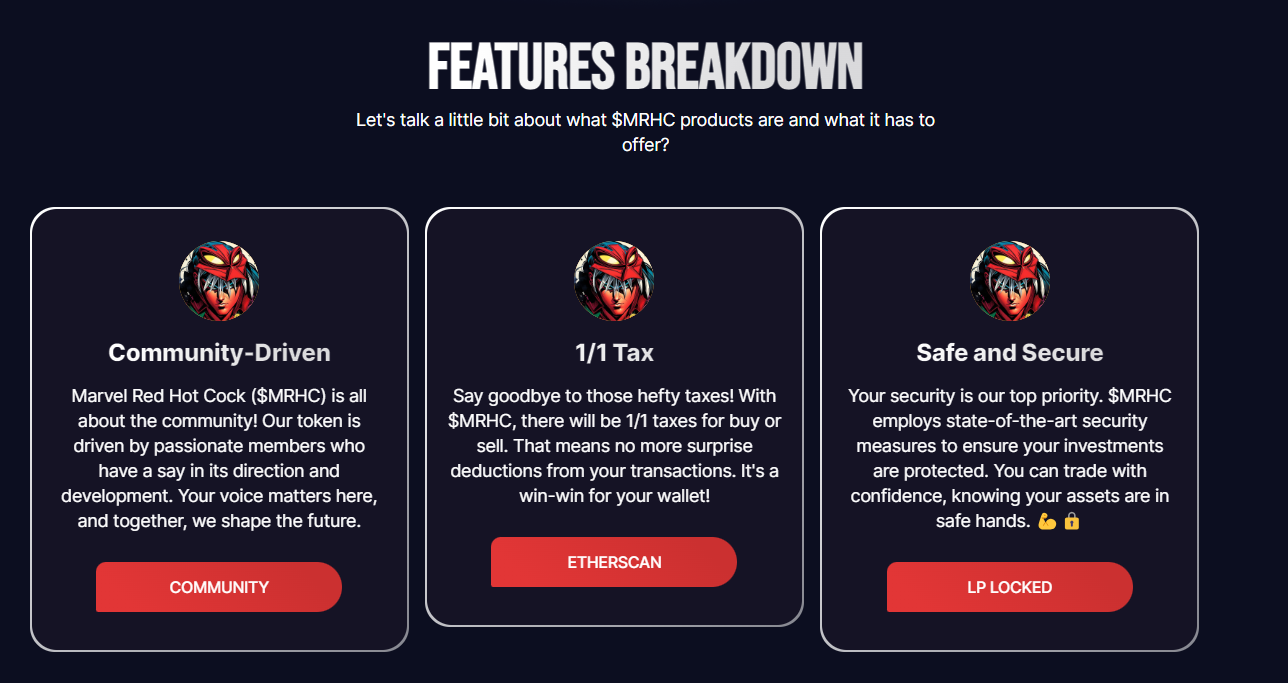 FEATURES BREAKDOWN
Let's talk a little bit about what $MRHC products are and what it has to
offer?
Community-Driven
Marvel Red Hot Cock ($MRHC) is all
about the community! Our token is
driven by passionate members who
have a say in its direction and
development. Your voice matters here,
and together, we shape the future.
COMMUNITY
1/1 Tax
Say goodbye to those hefty taxes! With
$MRHC, there will be 1/1 taxes for buy or
sell. That means no more surprise
deductions from your transactions. It's a
win-win for your wallet!
ETHERSCAN
Safe and Secure
Your security is our top priority. $MRHC
employs state-of-the-art security
measures to ensure your investments
are protected. You can trade with
confidence, knowing your assets are in
safe hands. 💪🔒
LP LOCKED